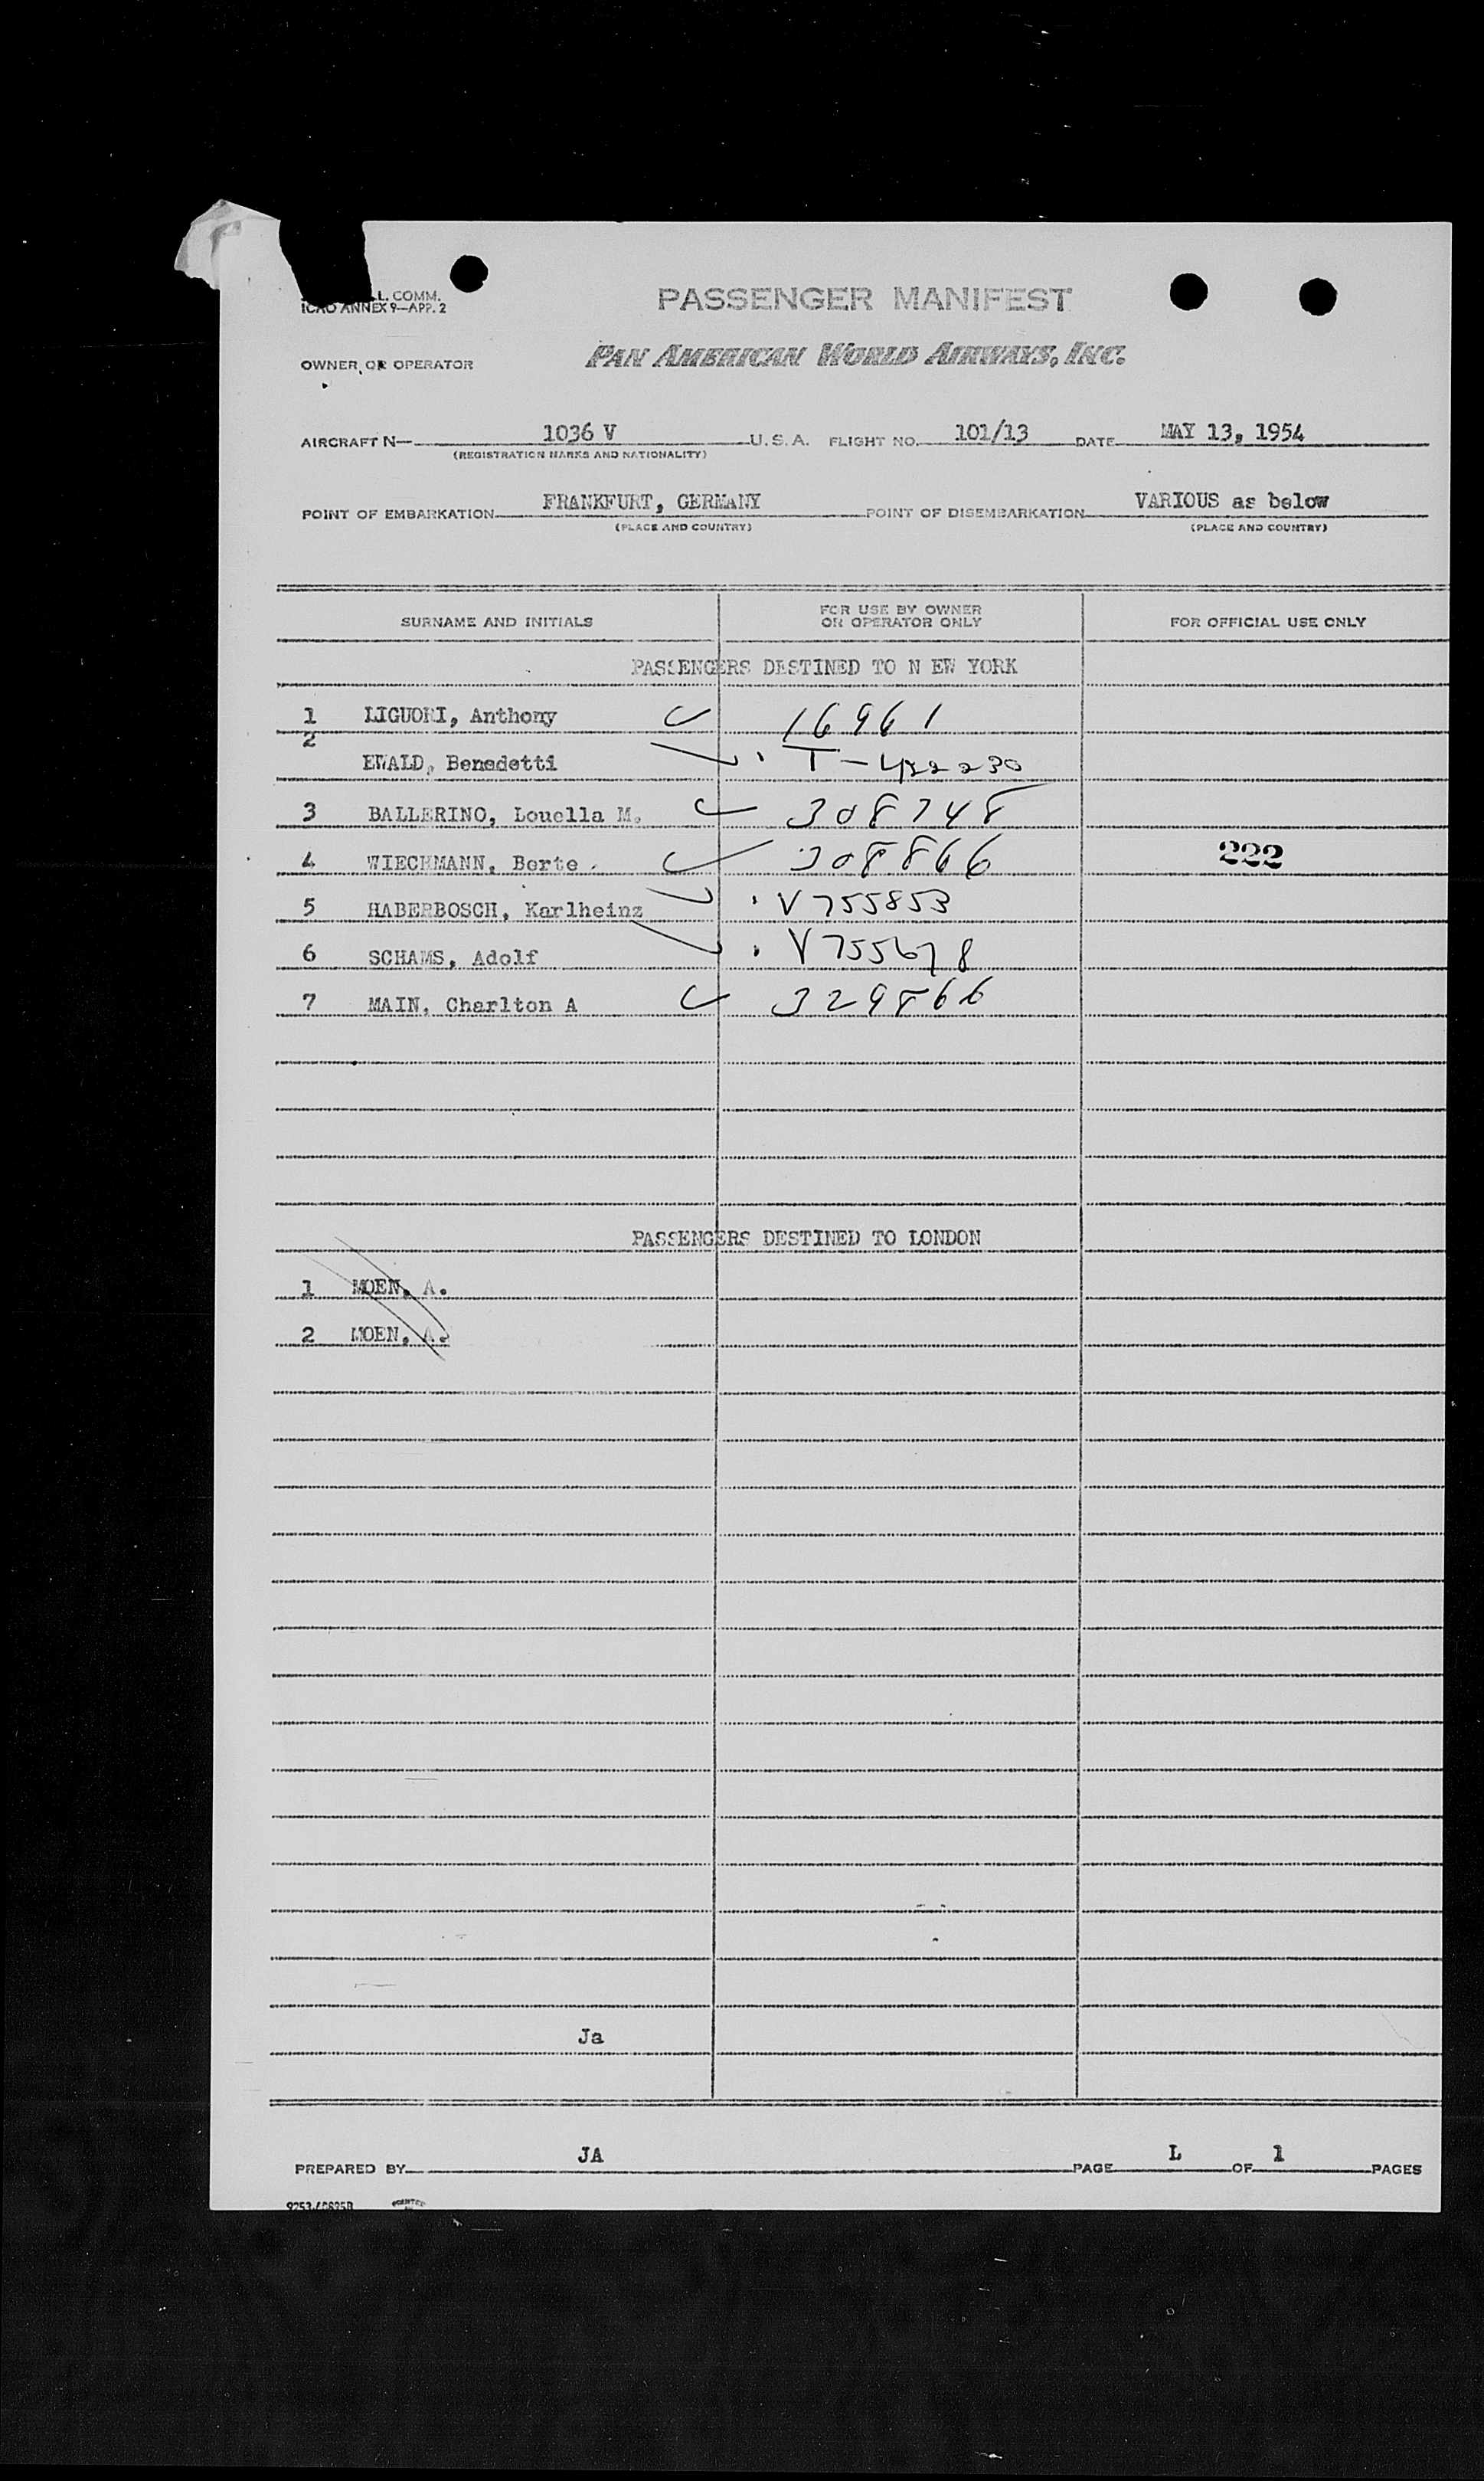 L. COMM.
ICAO ANNEX 9—APP. 2
PASSENGER MANIFEST
OWNER OR OPERATOR
PAN AMERICAN WORLD AIRWAYS, INC.
AIRCRAFT N— 1036 V U.S.A. FLIGHT NO. 101/13 DATE MAY 13, 1954
(REGISTRATION MARKS AND NATIONALITY)
POINT OF EMBARKATION FRANKFURT, GERMANY POINT OF DISEMBARKATION VARIOUS as below
(PLACE AND COUNTRY) (PLACE AND COUNTRY)
SURNAME AND INITIALS FOR USE BY OWNER OR OPERATOR ONLY FOR OFFICIAL USE ONLY
PASSENGERS DESTINED TO N EW YORK
1 LIGUORI, Anthony 16961
2 EWALD, Benedetti T-422230
3 BALLERINO, Louella M. 308748
4 WIECHMANN, Berte 308866 222
5 HABERBOSCH, Karlheinz V755853
6 SCHAMS, Adolf V755678
7 MAIN, Charlton A 329866
PASSENGERS DESTINED TO LONDON
1 MOEN, A.
2 MOEN, A.
Ja
PREPARED BY JA PAGE L OF 1 PAGES